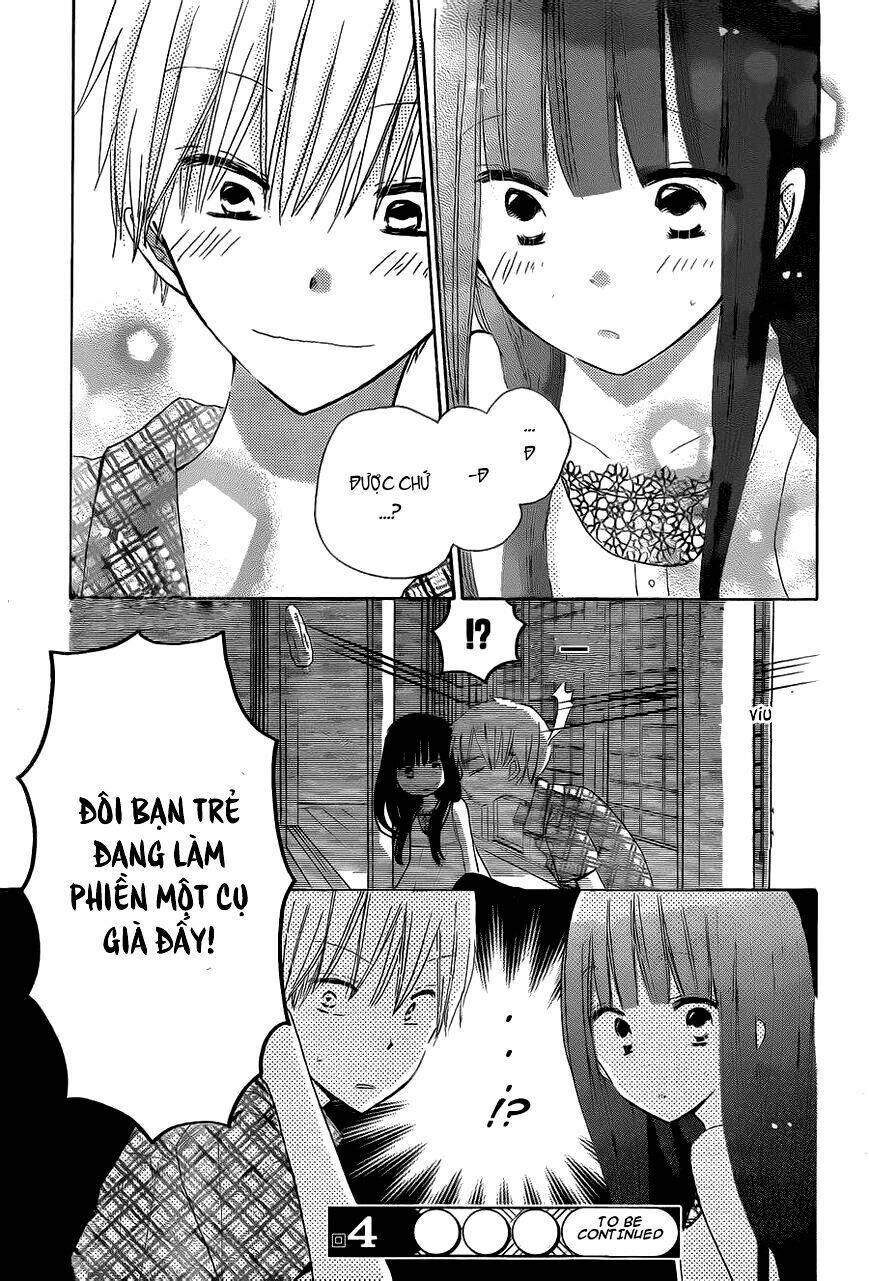 ...
Đ
-Đ
ĐƯỢC CHỨ
...?
!?
VÍU
ĐÔI BẠN TRẺ
ĐANG LÀM
PHIỀN MỘT CỤ
GIÀ ĐẤY!
...
!?
4
TO BE
CONTINUED